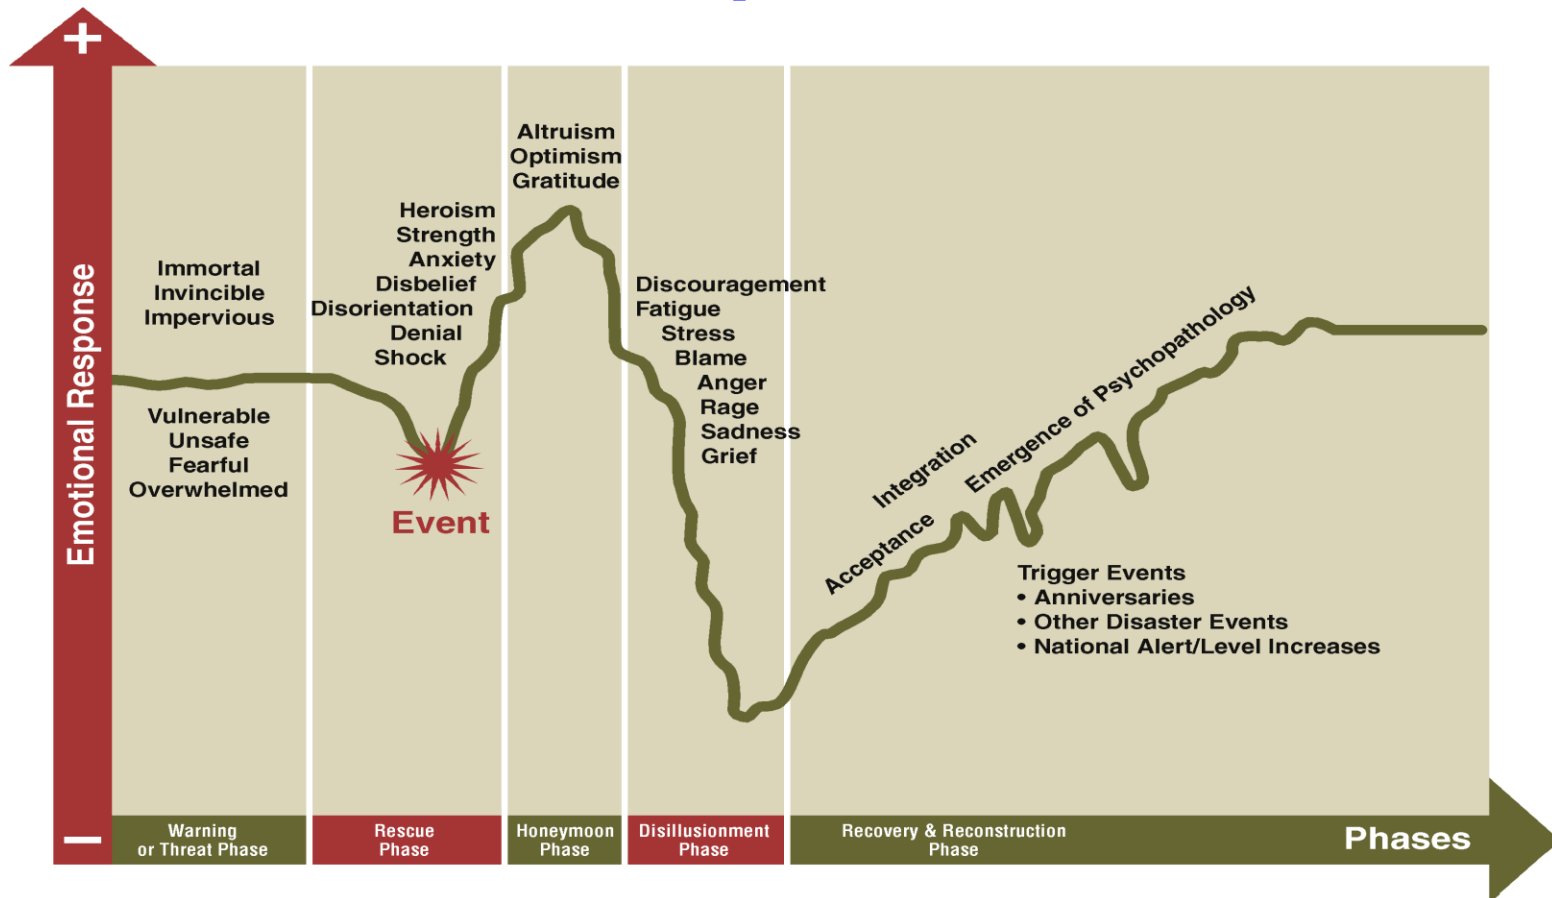 +
Emotional Response
−
Immortal
Invincible
Impervious
Vulnerable
Unsafe
Fearful
Overwhelmed
Heroism
Strength
Anxiety
Disbelief
Disorientation
Denial
Shock
Event
Altruism
Optimism
Gratitude
Discouragement
Fatigue
Stress
Blame
Anger
Rage
Sadness
Grief
Acceptance
Integration
Emergence of Psychopathology
Trigger Events
• Anniversaries
• Other Disaster Events
• National Alert/Level Increases
Warning
or Threat Phase
Rescue
Phase
Honeymoon
Phase
Disillusionment
Phase
Recovery & Reconstruction
Phase
Phases